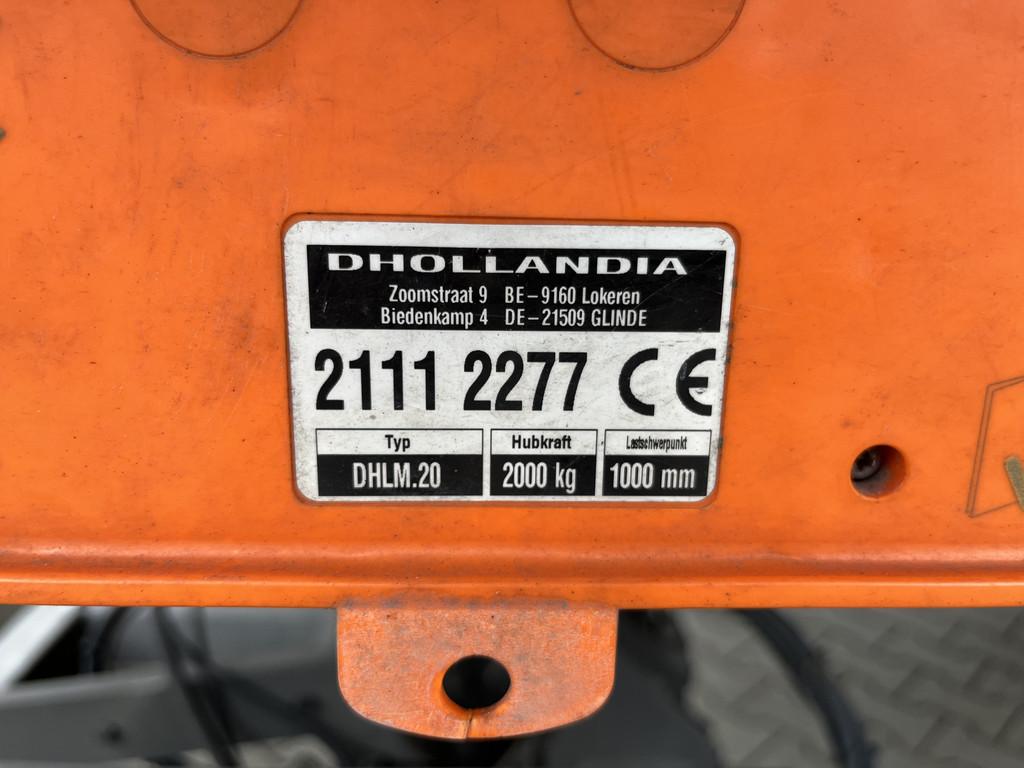 DHOLLANDIA
Zoomstraat 9 BE-9160 Lokeren
Biedenkamp 4 DE-21509 GLINDE
2111 2277 CE
Typ Hubkraft Lastschwerpunkt
DHLM.20 2000 kg 1000 mm